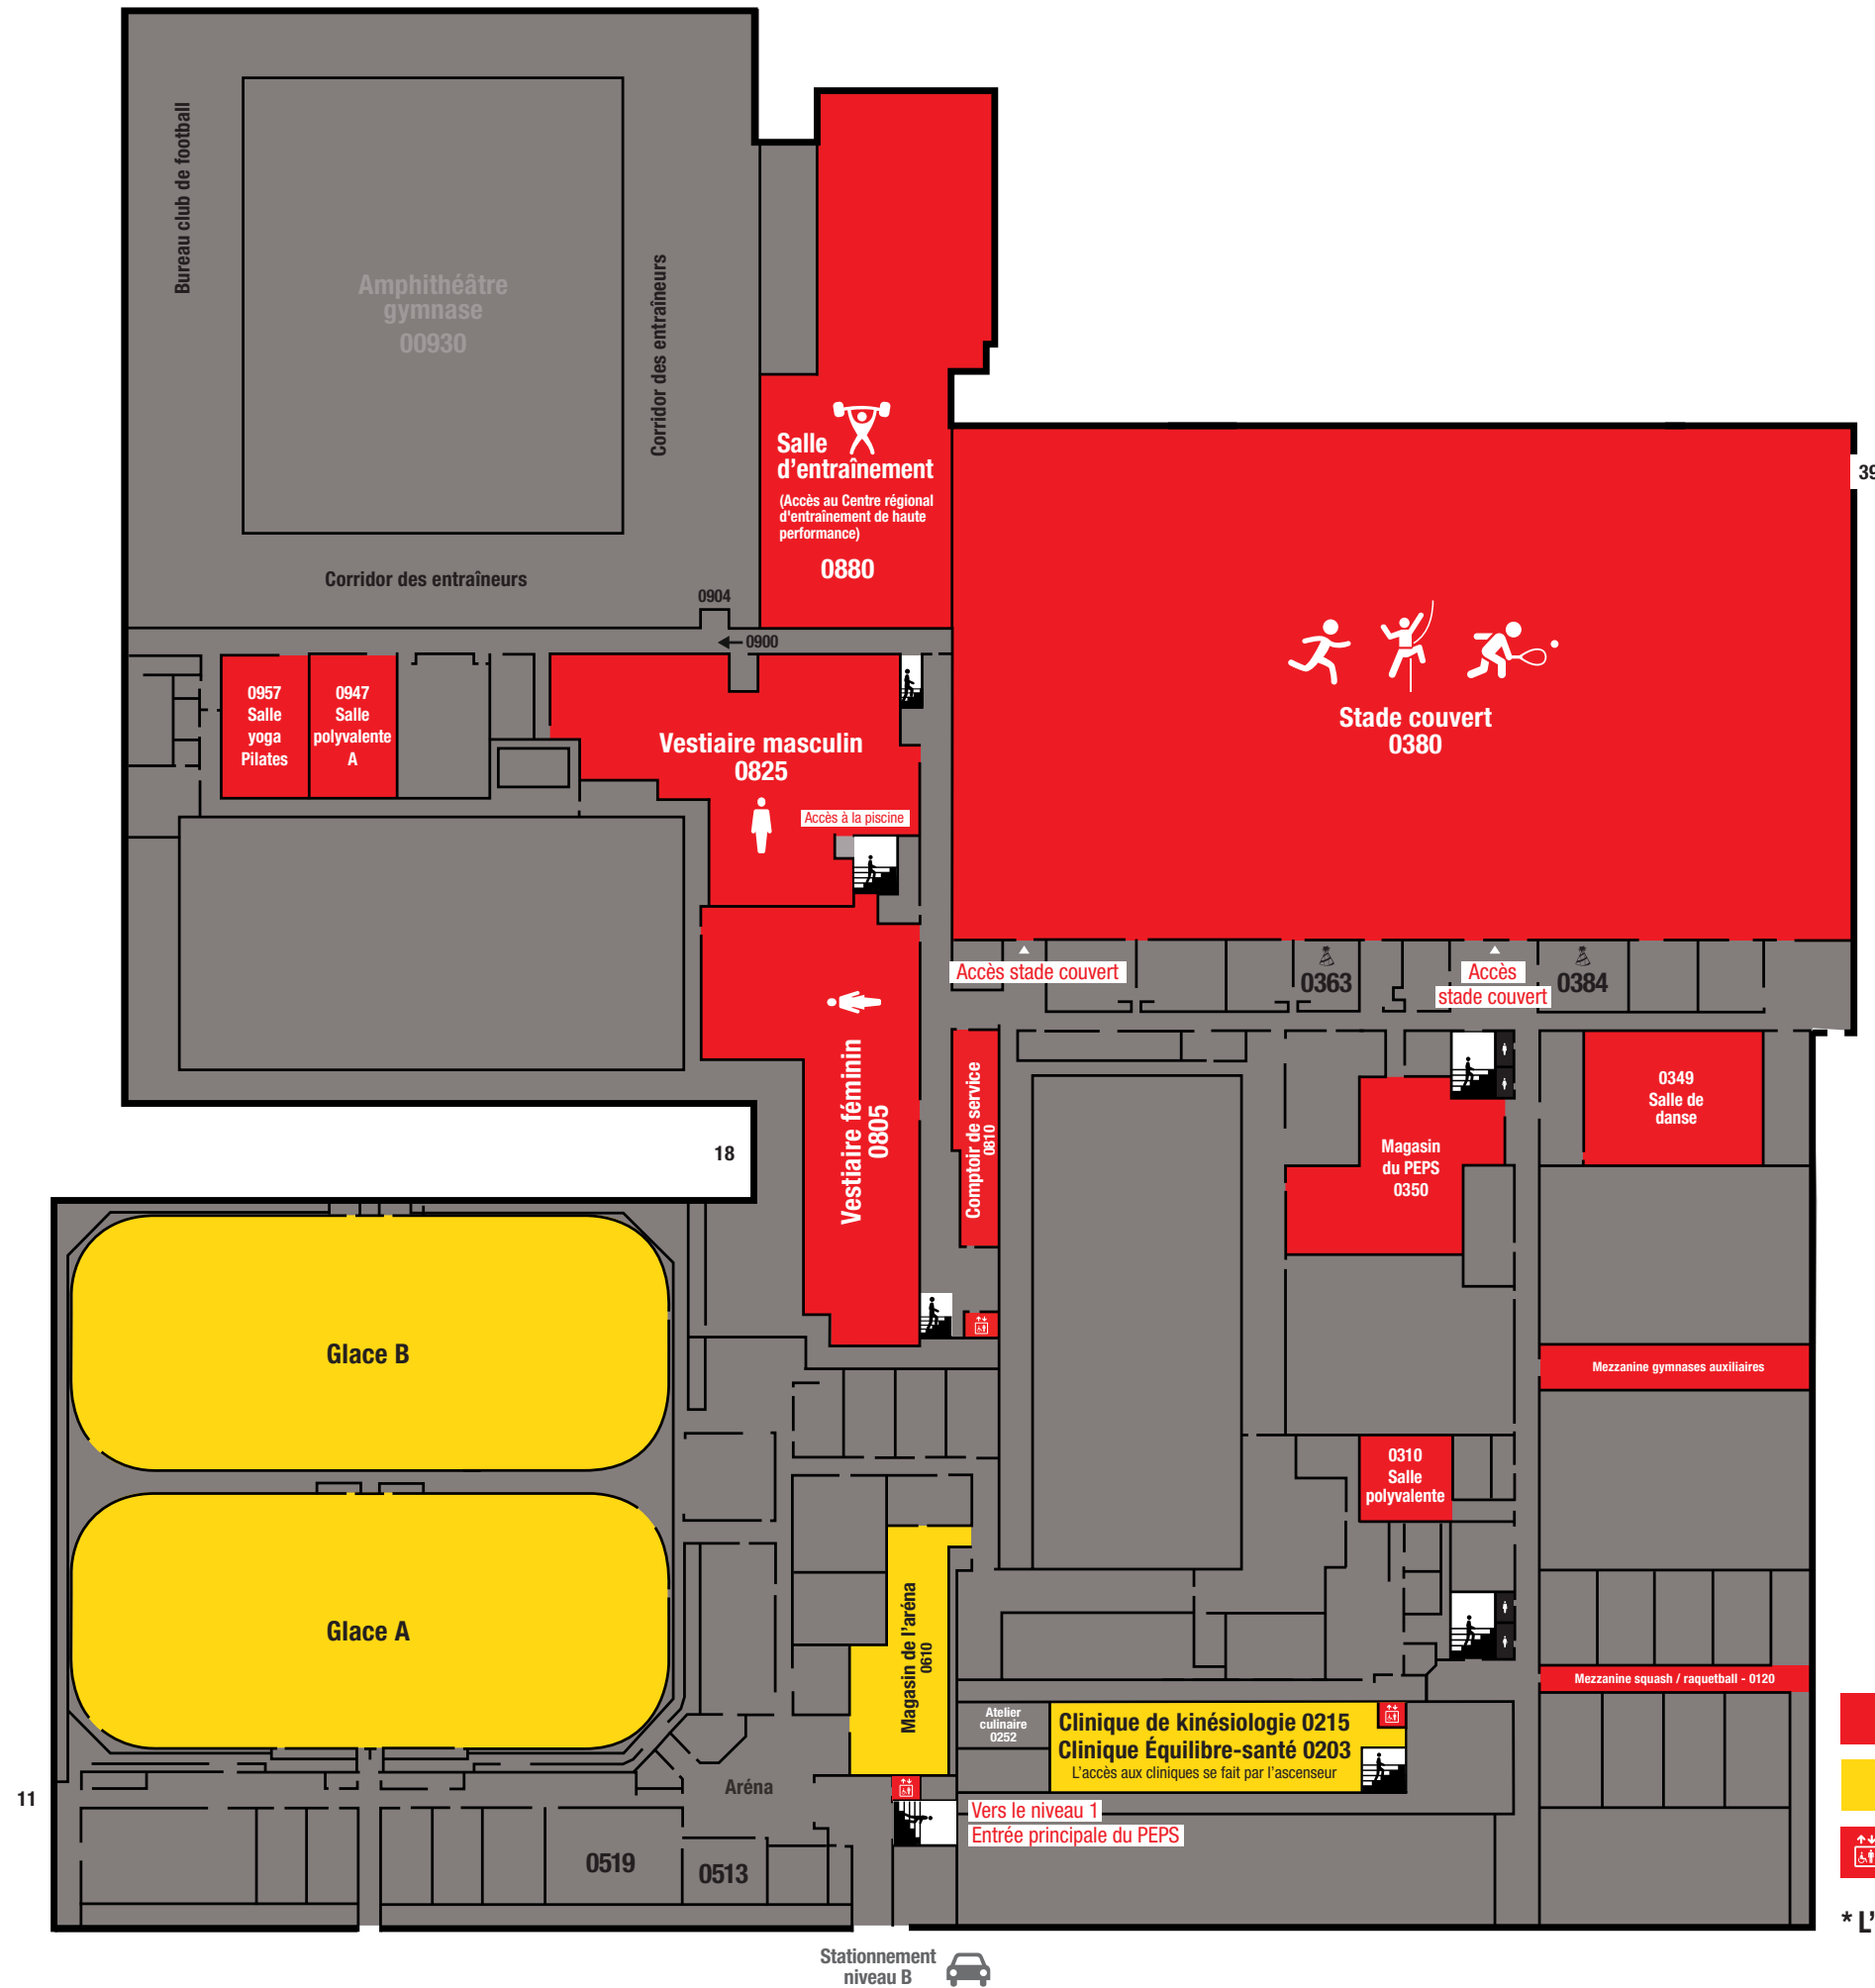 Bureau club de football
Amphithéâtre
gymnase
00930
Corridor des entraîneurs
Corridor des entraîneurs
Salle
d'entraînement
(Accès au Centre régional
d'entraînement de haute
performance)
0880
39
0904
0900
0957
Salle
yoga
Pilates
0947
Salle
polyvalente
A
Vestiaire masculin
0825
Accès à la piscine
Stade couvert
0380
Accès stade couvert
0363
Accès
stade couvert
0384
Vestiaire féminin
0805
Comptoir de service
0810
0349
Salle de
danse
Magasin
du PEPS
0350
18
Glace B
Mezzanine gymnases auxiliaires
0310
Salle
polyvalente
Glace A
Magasin de l'aréna
0610
Mezzanine squash / raquetball - 0120
Atelier
culinaire
0252
Clinique de kinésiologie 0215
Clinique Équilibre-santé 0203
L'accès aux cliniques se fait par l'ascenseur
11
Aréna
Vers le niveau 1
Entrée principale du PEPS
0519
0513
* L'
Stationnement
niveau B